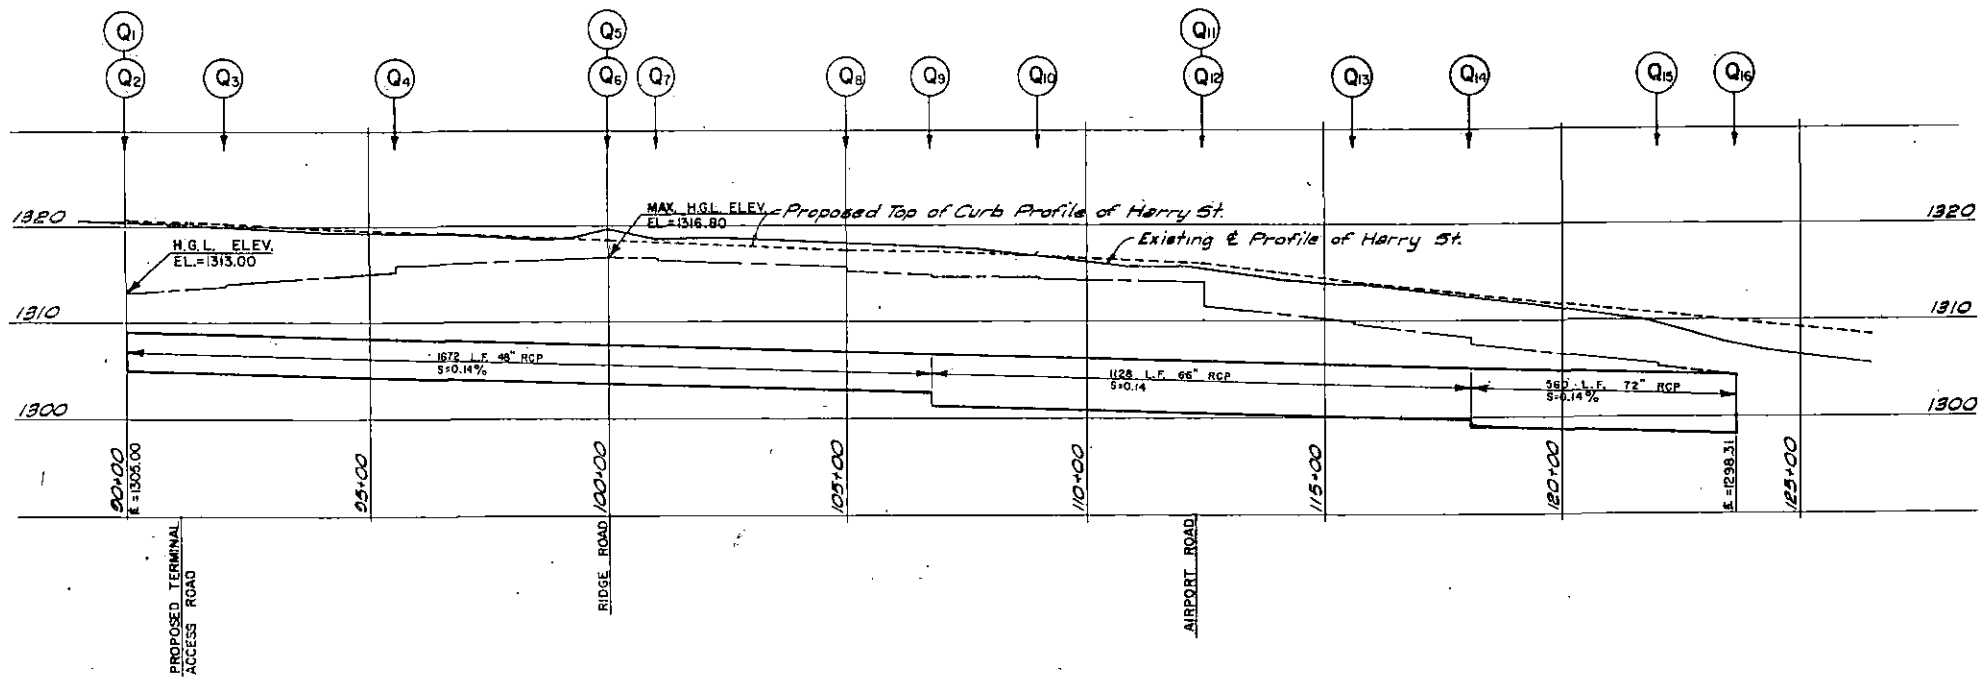 Q1 Q5 Q11
Q2 Q3 Q4 Q6 Q7 Q8 Q9 Q10 Q12 Q13 Q14 Q15 Q16
1320
MAX. H.G.L. ELEV.
EL.=1316.80
Proposed Top of Curb Profile of Harry St.
1320
H.G.L. ELEV.
EL.=1313.00
Existing ℄ Profile of Harry St.
1310
1310
1672 L.F. 48" RCP
S=0.14%
1128 L.F. 66" RCP
S=0.14
560 L.F. 72" RCP
S=0.14%
1300
1300
90+00
=1305.00
95+00
100+00
105+00
110+00
115+00
120+00
=1298.31
125+00
PROPOSED TERMINAL
ACCESS ROAD
RIDGE ROAD
AIRPORT ROAD